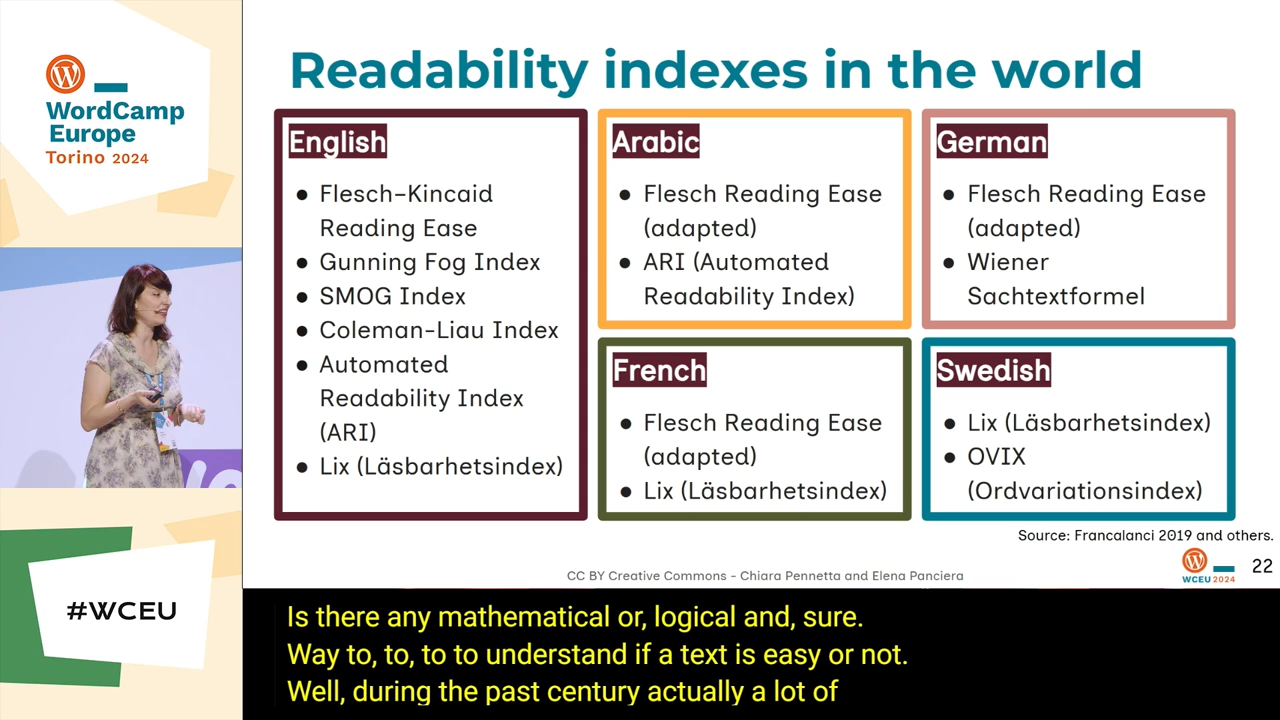 WordCamp
Europe
Torino 2024
#WCEU
Readability indexes in the world
English
● Flesch–Kincaid
Reading Ease
● Gunning Fog Index
● SMOG Index
● Coleman-Liau Index
● Automated
Readability Index
(ARI)
● Lix (Läsbarhetsindex)
Arabic
● Flesch Reading Ease
(adapted)
● ARI (Automated
Readability Index)
German
● Flesch Reading Ease
(adapted)
● Wiener
Sachtextformel
French
● Flesch Reading Ease
(adapted)
● Lix (Läsbarhetsindex)
Swedish
● Lix (Läsbarhetsindex)
● OVIX
(Ordvariationsindex)
Source: Francalanci 2019 and others.
CC BY Creative Commons - Chiara Pennetta and Elena Panciera
WCEU 2024
22
Is there any mathematical or, logical and, sure.
Way to, to, to to understand if a text is easy or not.
Well, during the past century actually a lot of